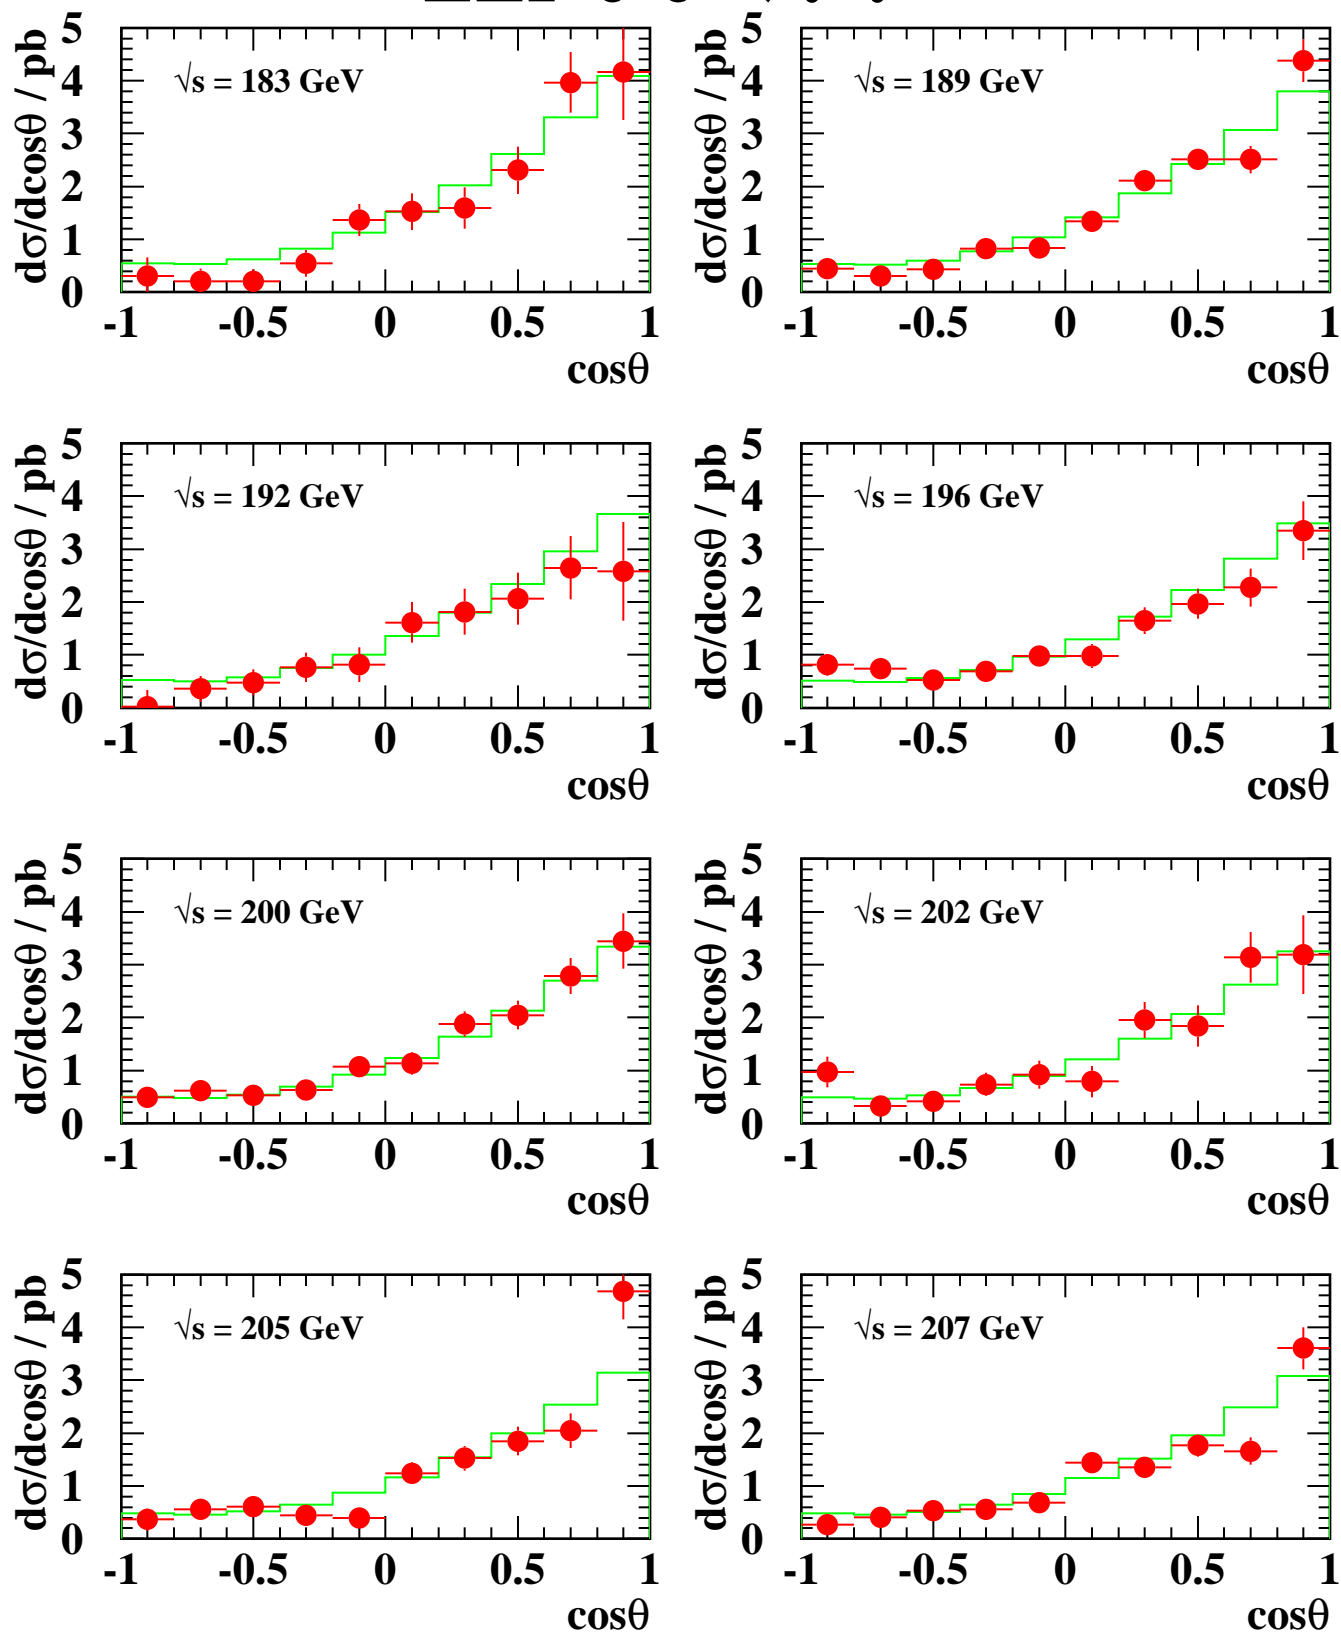 dσ/dcosθ / pb
5
4
3
2
1
0
√s = 183 GeV
-1 -0.5 0 0.5 1
cosθ
dσ/dcosθ / pb
5
4
3
2
1
0
√s = 189 GeV
-1 -0.5 0 0.5 1
cosθ
dσ/dcosθ / pb
5
4
3
2
1
0
√s = 192 GeV
-1 -0.5 0 0.5 1
cosθ
dσ/dcosθ / pb
5
4
3
2
1
0
√s = 196 GeV
-1 -0.5 0 0.5 1
cosθ
dσ/dcosθ / pb
5
4
3
2
1
0
√s = 200 GeV
-1 -0.5 0 0.5 1
cosθ
dσ/dcosθ / pb
5
4
3
2
1
0
√s = 202 GeV
-1 -0.5 0 0.5 1
cosθ
dσ/dcosθ / pb
5
4
3
2
1
0
√s = 205 GeV
-1 -0.5 0 0.5 1
cosθ
dσ/dcosθ / pb
5
4
3
2
1
0
√s = 207 GeV
-1 -0.5 0 0.5 1
cosθ